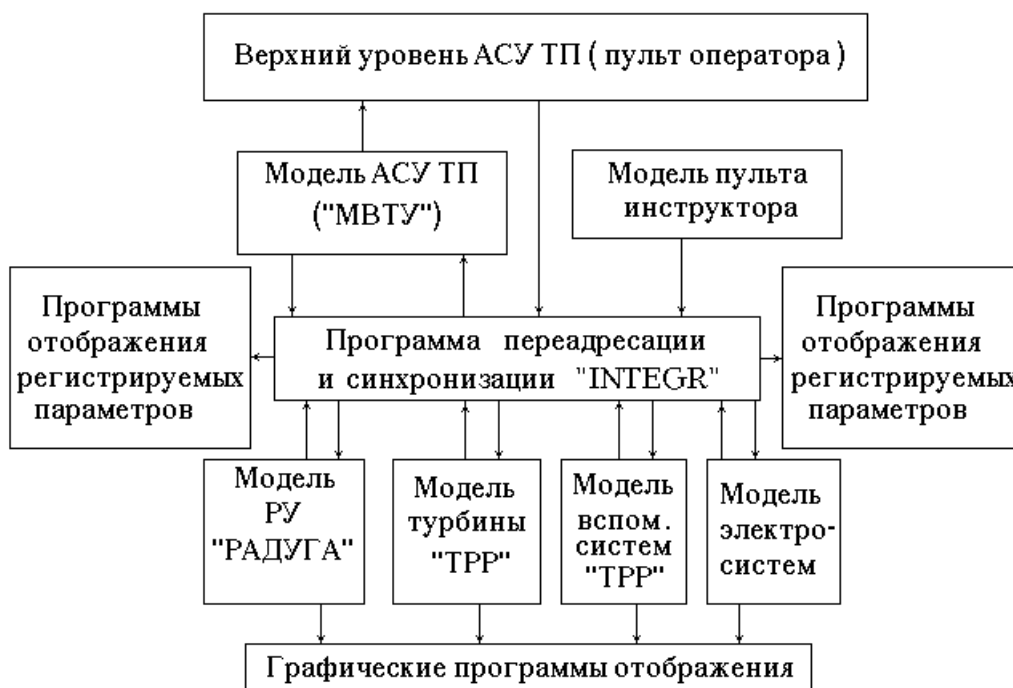 Верхний уровень АСУ ТП ( пульт оператора )
Модель АСУ ТП
("МВТУ")
Модель пульта
инструктора
Программы
отображения
регистрируемых
параметров
Программа переадресации
и синхронизации "INTEGR"
Программы
отображения
регистрируемых
параметров
Модель
РУ
"РАДУГА"
Модель
турбины
"ТРР"
Модель
вспом.
систем
"ТРР"
Модель
электро-
систем
Графические программы отображения